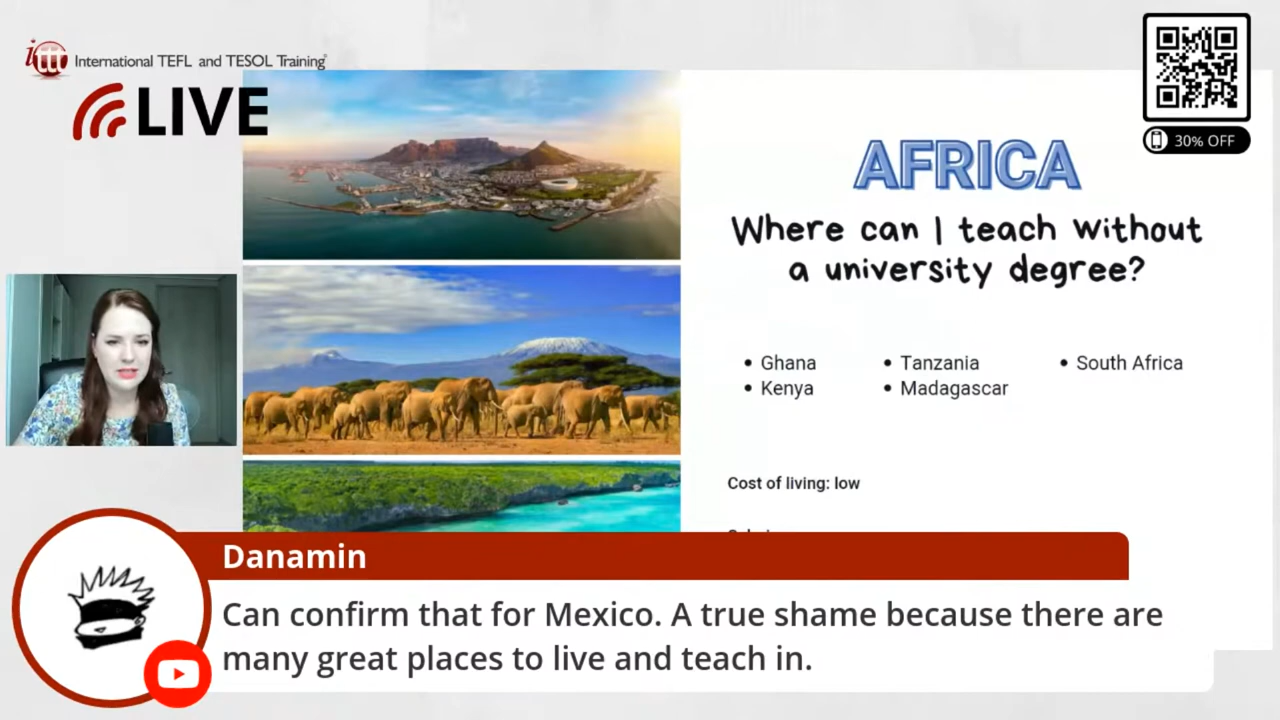 ittt International TEFL and TESOL Training
LIVE
30% OFF
AFRICA
Where can I teach without
a university degree?
• Ghana
• Kenya
• Tanzania
• Madagascar
• South Africa
Cost of living: low
Danamin
Can confirm that for Mexico. A true shame because there are
many great places to live and teach in.